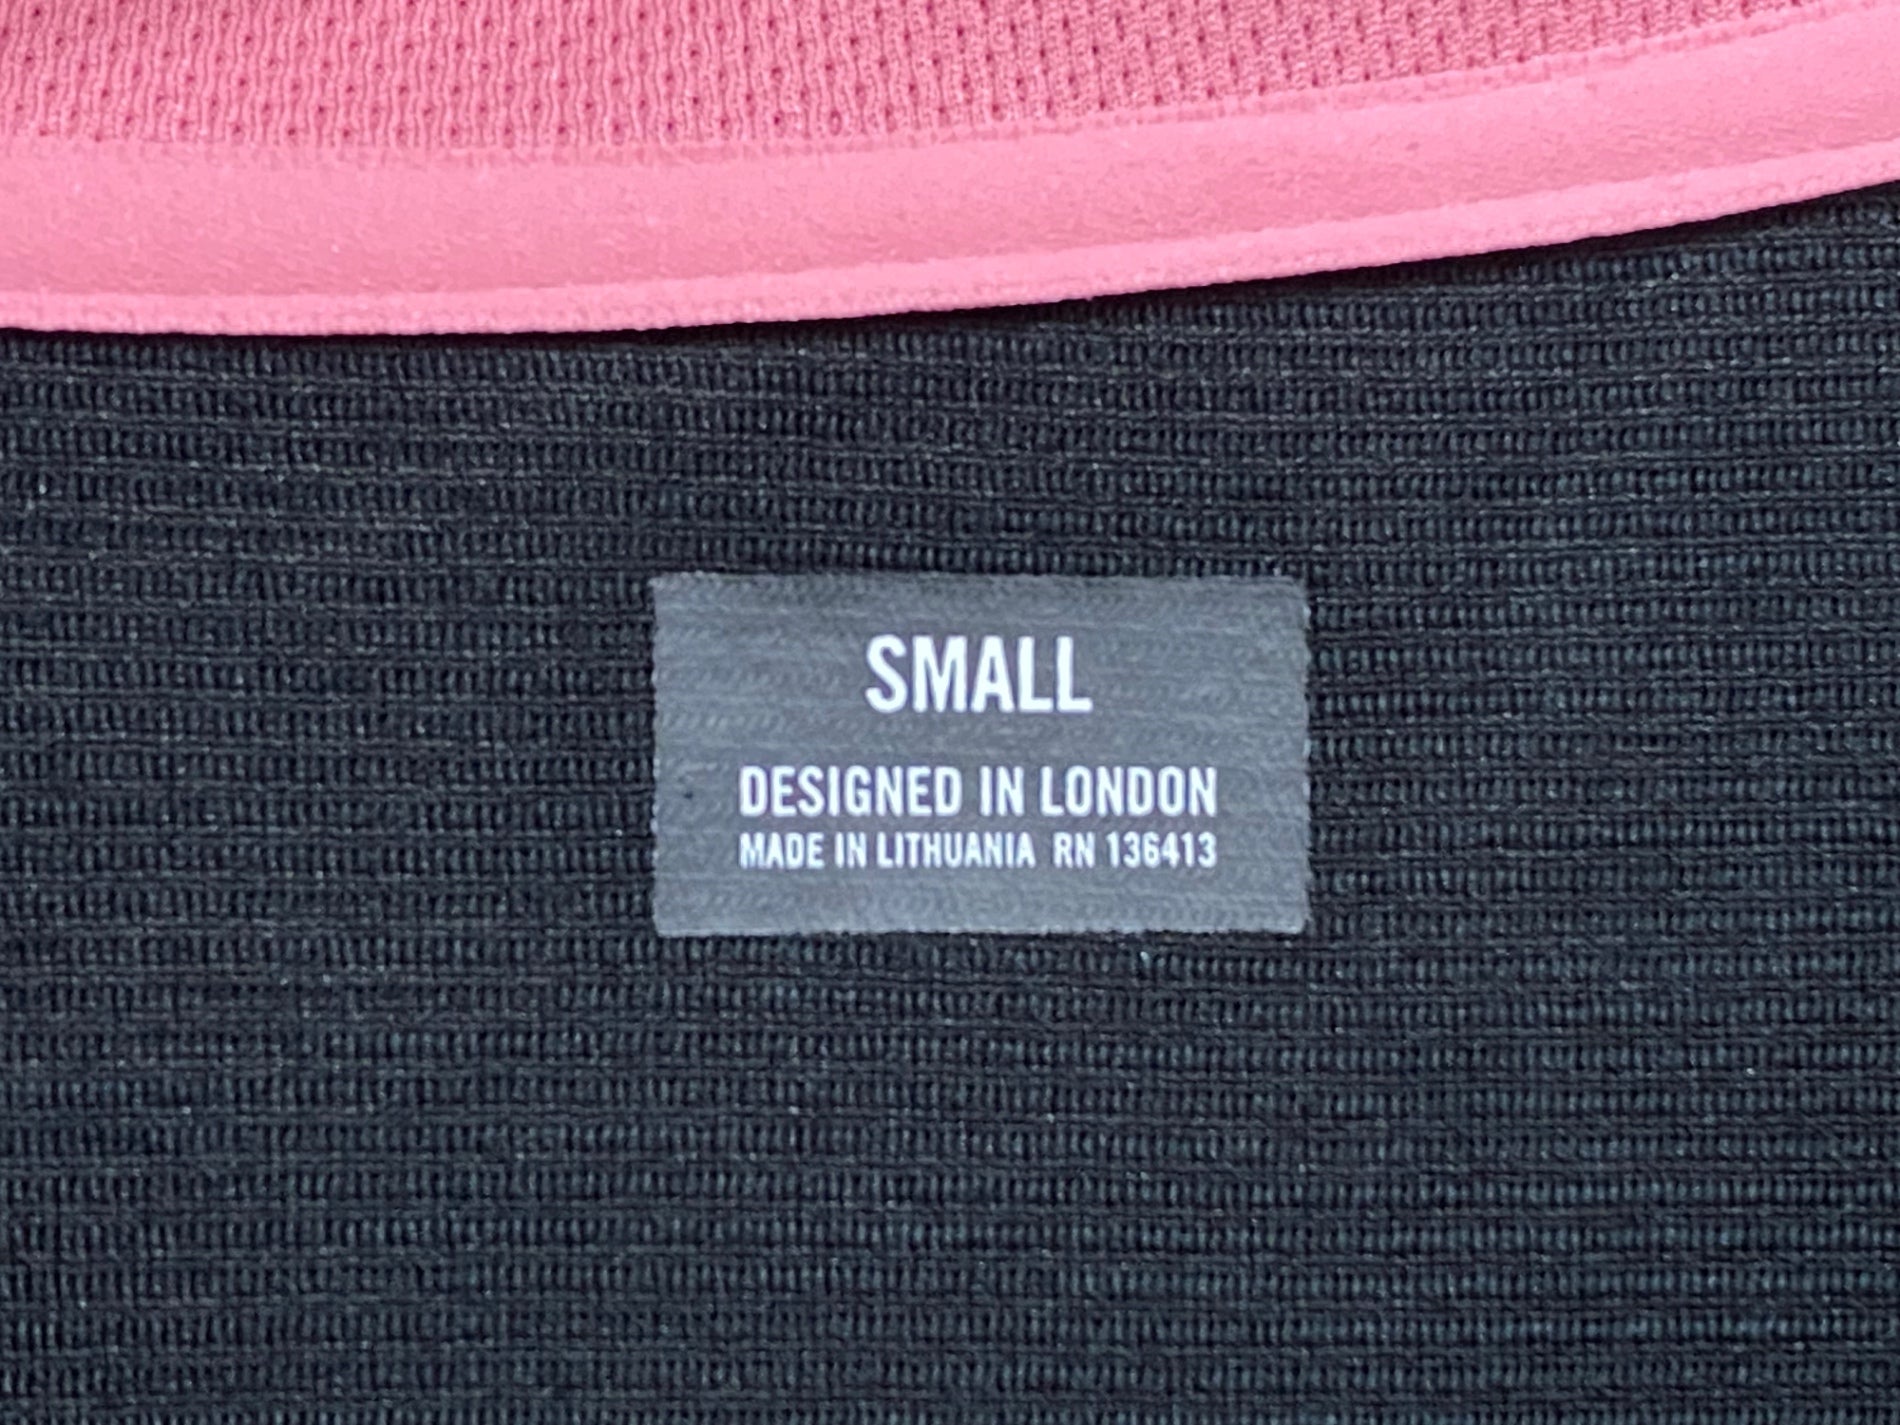 SMALL
DESIGNED IN LONDON
MADE IN LITHUANIA RN 136413